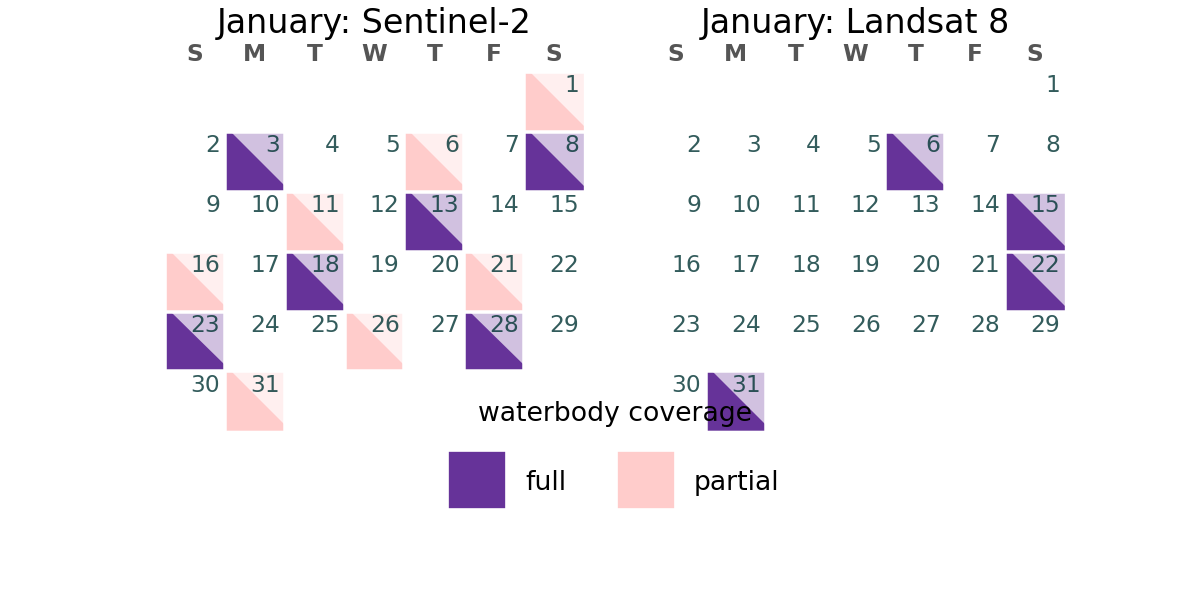 January: Sentinel-2
S M T W T F S
1
2 3 4 5 6 7 8
9 10 11 12 13 14 15
16 17 18 19 20 21 22
23 24 25 26 27 28 29
30 31
January: Landsat 8
S M T W T F S
1
2 3 4 5 6 7 8
9 10 11 12 13 14 15
16 17 18 19 20 21 22
23 24 25 26 27 28 29
30 31
waterbody coverage
full partial